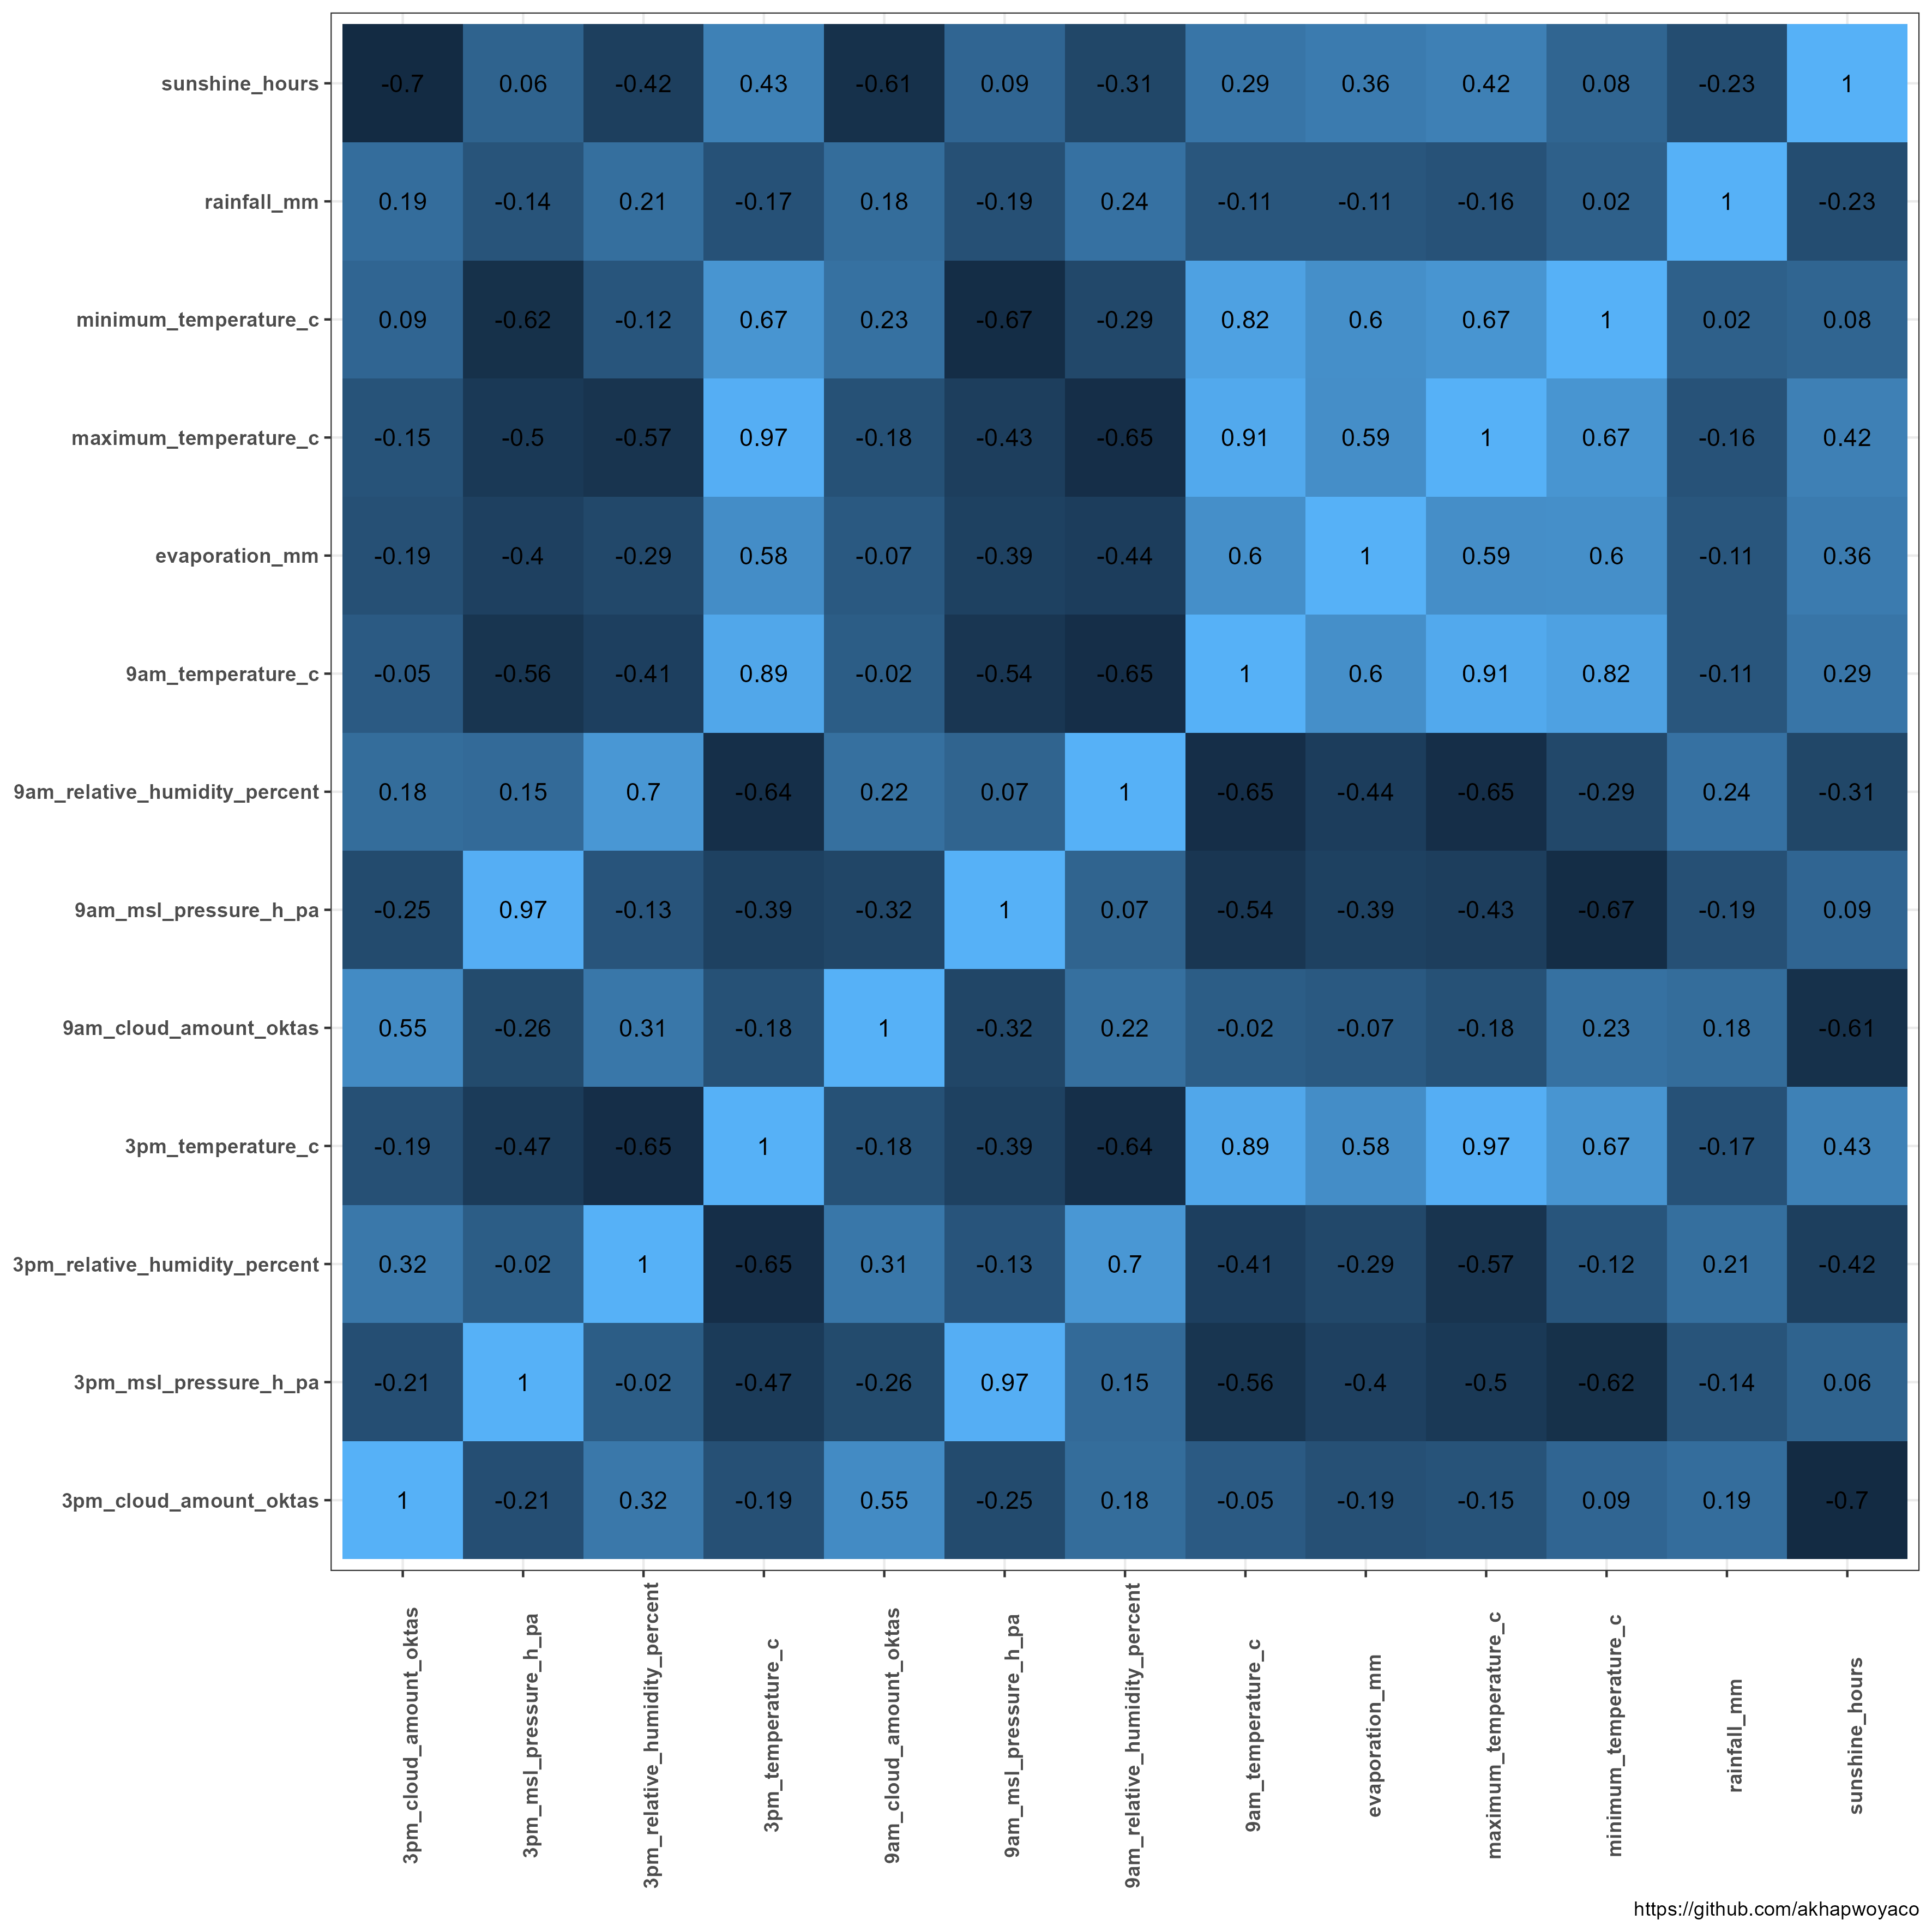 sunshine_hours -0.7 0.06 -0.42 0.43 -0.61 0.09 -0.31 0.29 0.36 0.42 0.08 -0.23 1
rainfall_mm 0.19 -0.14 0.21 -0.17 0.18 -0.19 0.24 -0.11 -0.11 -0.16 0.02 1 -0.23
minimum_temperature_c 0.09 -0.62 -0.12 0.67 0.23 -0.67 -0.29 0.82 0.6 0.67 1 0.02 0.08
maximum_temperature_c -0.15 -0.5 -0.57 0.97 -0.18 -0.43 -0.65 0.91 0.59 1 0.67 -0.16 0.42
evaporation_mm -0.19 -0.4 -0.29 0.58 -0.07 -0.39 -0.44 0.6 1 0.59 0.6 -0.11 0.36
9am_temperature_c -0.05 -0.56 -0.41 0.89 -0.02 -0.54 -0.65 1 0.6 0.91 0.82 -0.11 0.29
9am_relative_humidity_percent 0.18 0.15 0.7 -0.64 0.22 0.07 1 -0.65 -0.44 -0.65 -0.29 0.24 -0.31
9am_msl_pressure_h_pa -0.25 0.97 -0.13 -0.39 -0.32 1 0.07 -0.54 -0.39 -0.43 -0.67 -0.19 0.09
9am_cloud_amount_oktas 0.55 -0.26 0.31 -0.18 1 -0.32 0.22 -0.02 -0.07 -0.18 0.23 0.18 -0.61
3pm_temperature_c -0.19 -0.47 -0.65 1 -0.18 -0.39 -0.64 0.89 0.58 0.97 0.67 -0.17 0.43
3pm_relative_humidity_percent 0.32 -0.02 1 -0.65 0.31 -0.13 0.7 -0.41 -0.29 -0.57 -0.12 0.21 -0.42
3pm_msl_pressure_h_pa -0.21 1 -0.02 -0.47 -0.26 0.97 0.15 -0.56 -0.4 -0.5 -0.62 -0.14 0.06
3pm_cloud_amount_oktas 1 -0.21 0.32 -0.19 0.55 -0.25 0.18 -0.05 -0.19 -0.15 0.09 0.19 -0.7
3pm_cloud_amount_oktas
3pm_msl_pressure_h_pa
3pm_relative_humidity_percent
3pm_temperature_c
9am_cloud_amount_oktas
9am_msl_pressure_h_pa
9am_relative_humidity_percent
9am_temperature_c
evaporation_mm
maximum_temperature_c
minimum_temperature_c
rainfall_mm
sunshine_hours
https://github.com/akhapwoyaco